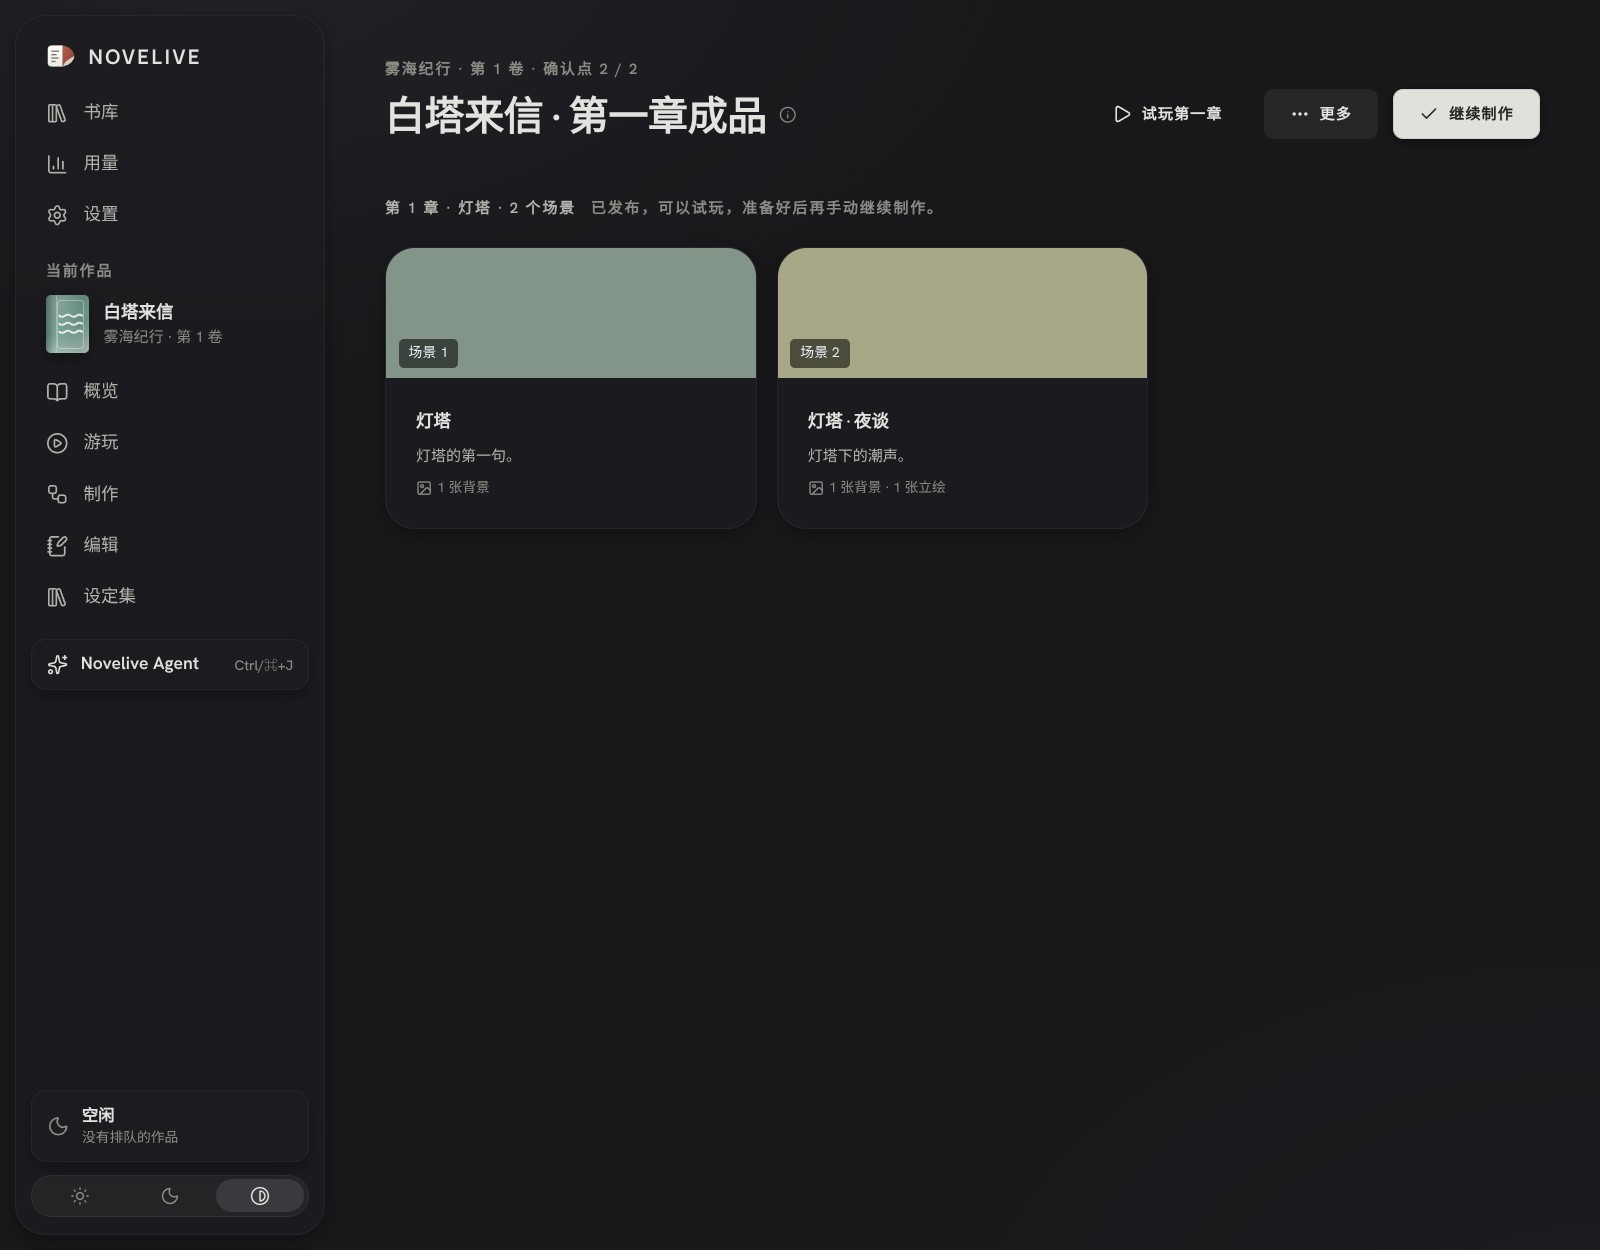 NOVELIVE
书库
用量
设置
当前作品
白塔来信
雾海纪行 · 第 1 卷
概览
游玩
制作
编辑
设定集
Novelive Agent Ctrl/⌘+J
空闲
没有排队的作品
雾海纪行 · 第 1 卷 · 确认点 2 / 2
白塔来信 · 第一章成品
试玩第一章
更多
继续制作
第 1 章 · 灯塔 · 2 个场景 已发布，可以试玩，准备好后再手动继续制作。
场景 1
灯塔
灯塔的第一句。
1 张背景
场景 2
灯塔 · 夜谈
灯塔下的潮声。
1 张背景 · 1 张立绘